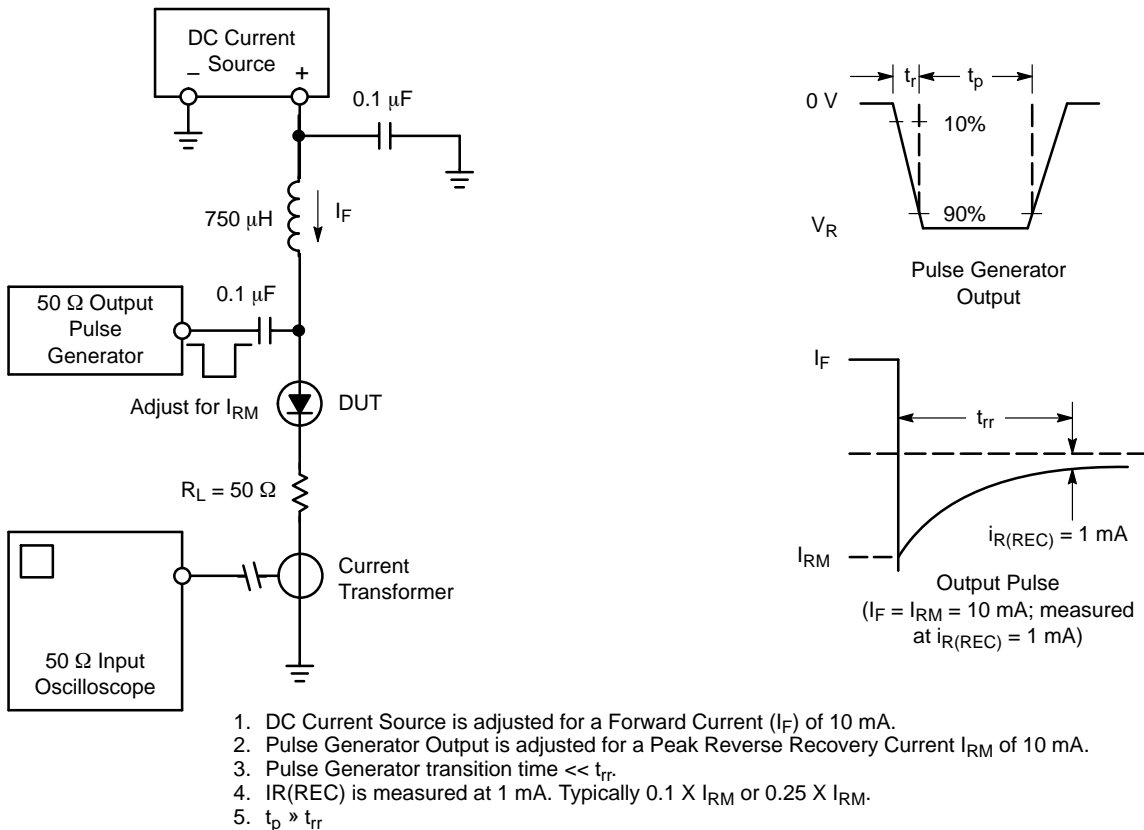 DC Current
Source
– +
0.1 μF
750 μH
I_F
50 Ω Output
Pulse
Generator
0.1 μF
Adjust for I_RM
DUT
R_L = 50 Ω
Current
Transformer
50 Ω Input
Oscilloscope
t_r t_p
0 V
10%
90%
V_R
Pulse Generator
Output
I_F
t_rr
i_R(REC) = 1 mA
I_RM
Output Pulse
(I_F = I_RM = 10 mA; measured
at i_R(REC) = 1 mA)
1. DC Current Source is adjusted for a Forward Current (I_F) of 10 mA.
2. Pulse Generator Output is adjusted for a Peak Reverse Recovery Current I_RM of 10 mA.
3. Pulse Generator transition time << t_rr.
4. IR(REC) is measured at 1 mA. Typically 0.1 X I_RM or 0.25 X I_RM.
5. t_p » t_rr